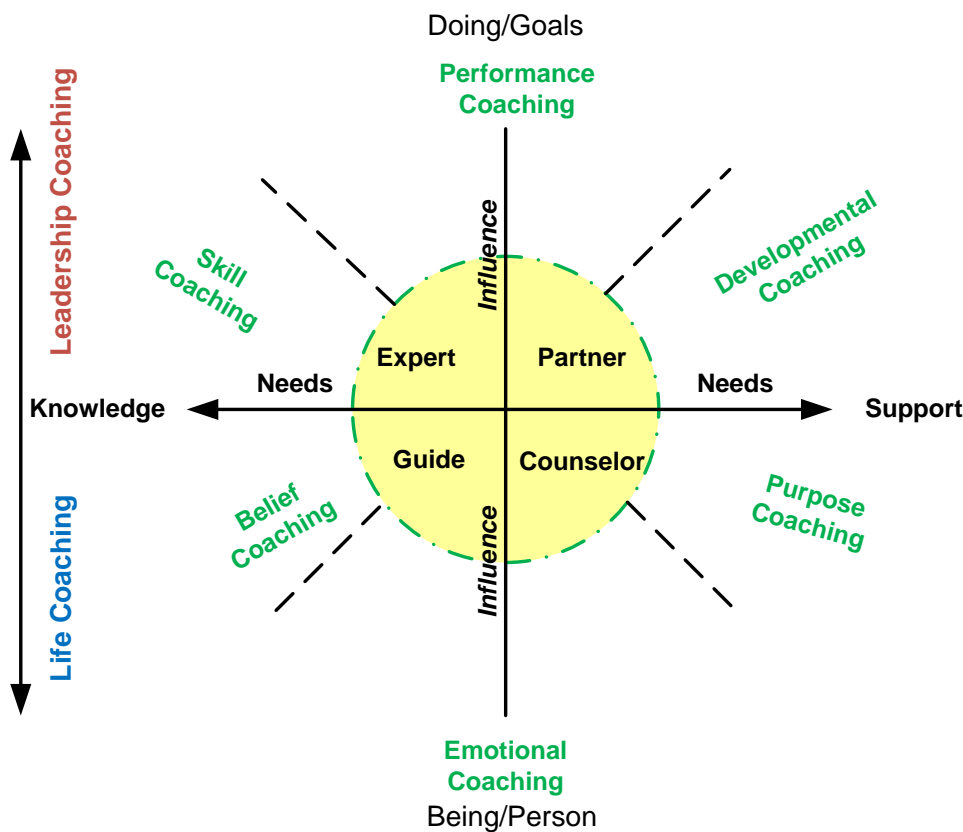 Doing/Goals
Performance
Coaching
Leadership Coaching
Influence
Skill
Coaching
Developmental
Coaching
Expert
Partner
Needs
Needs
Knowledge
Support
Guide
Counselor
Belief
Coaching
Purpose
Coaching
Influence
Life Coaching
Emotional
Coaching
Being/Person